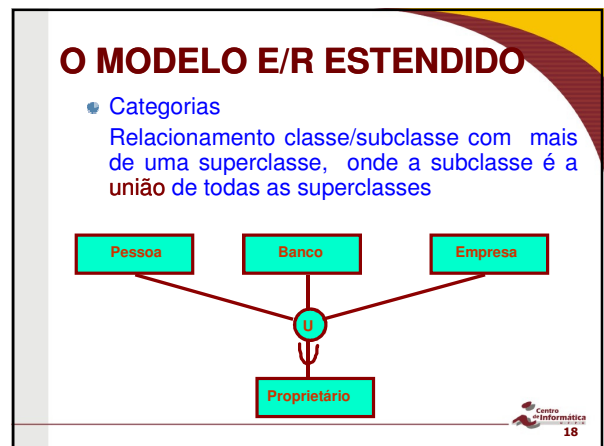 O MODELO E/R ESTENDIDO
Categorias
Relacionamento classe/subclasse com mais
de uma superclasse, onde a subclasse é a
união de todas as superclasses
Pessoa
Banco
Empresa
U
Proprietário
Centro
de Informática
18